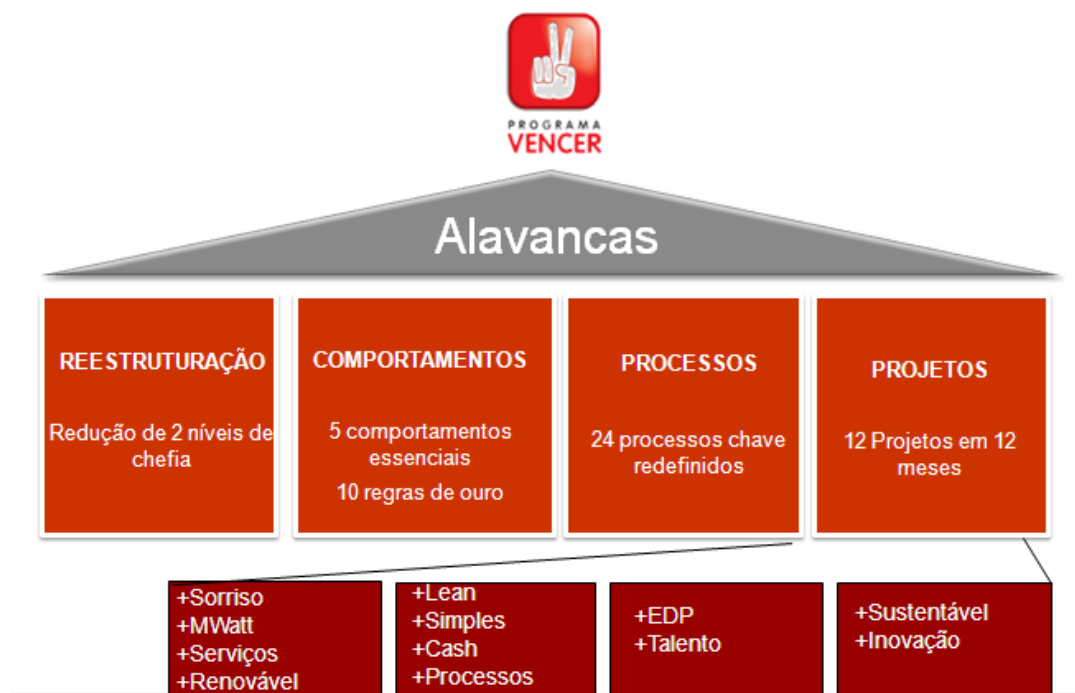 PROGRAMA
VENCER
Alavancas
REESTRUTURAÇÃO
Redução de 2 níveis de
chefia
COMPORTAMENTOS
5 comportamentos
essenciais
10 regras de ouro
PROCESSOS
24 processos chave
redefinidos
PROJETOS
12 Projetos em 12
meses
+Sorriso
+MWatt
+Serviços
+Renovável
+Lean
+Simples
+Cash
+Processos
+EDP
+Talento
+Sustentável
+Inovação